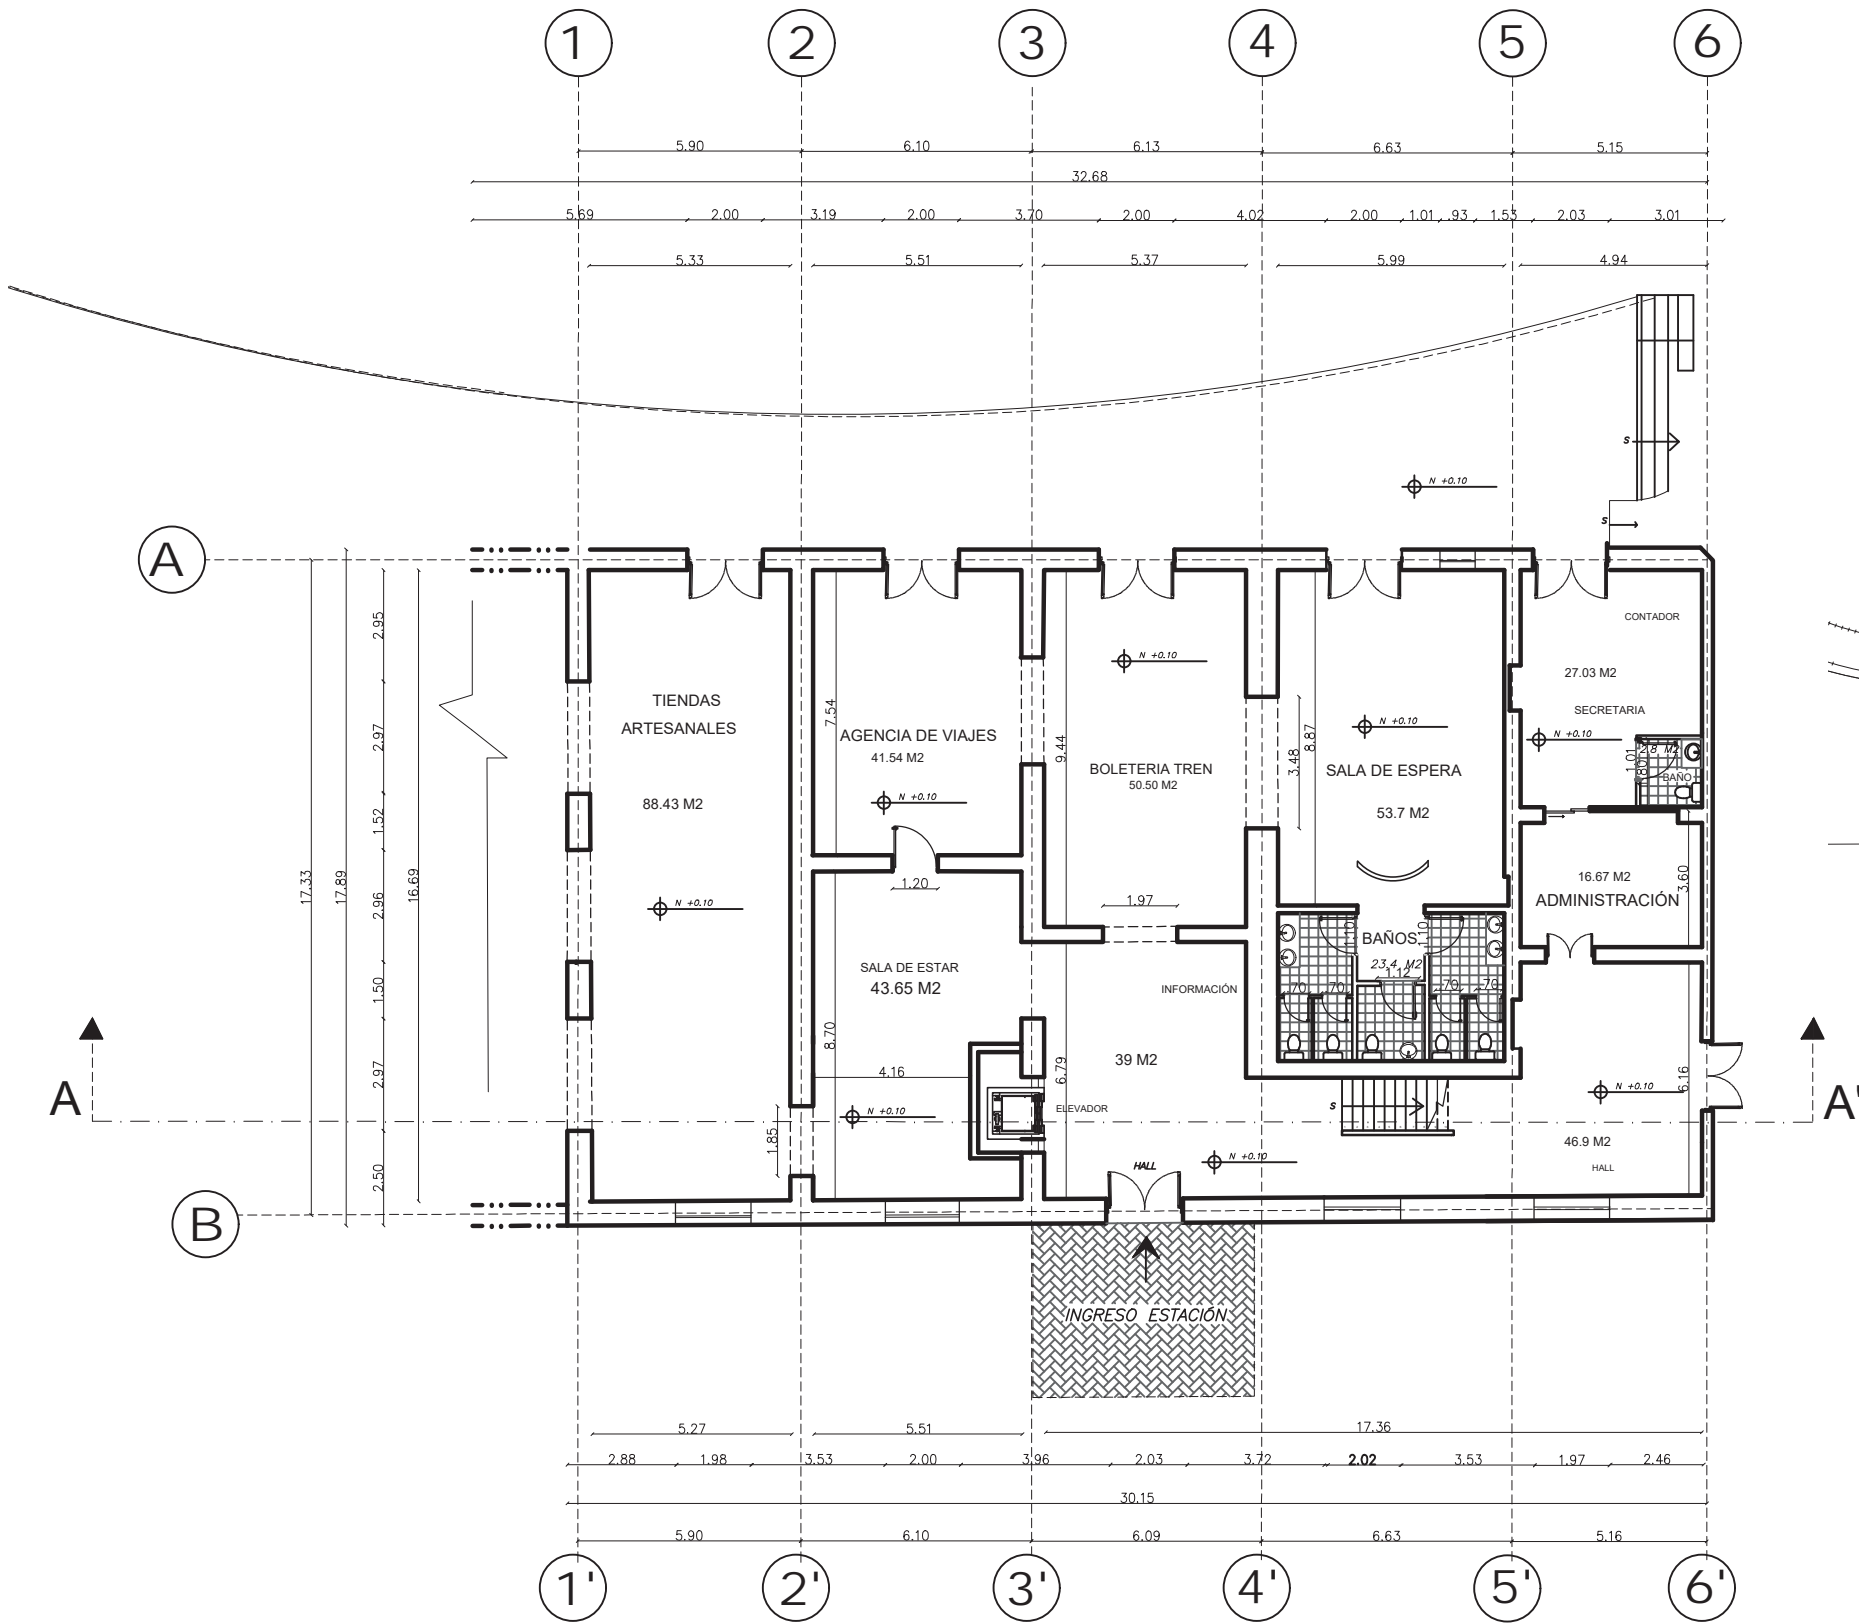 1 2 3 4 5 6
5.90 6.10 6.13 6.63 5.15
32.68
5.69 2.00 3.19 2.00 3.70 2.00 4.02 2.00 1.01 .93 1.53 2.03 3.01
5.33 5.51 5.37 5.99 4.94
S
N +0.10
S
A
CONTADOR
2.95
N +0.10
27.03 M2
TIENDAS
ARTESANALES
SECRETARIA
7.54
N +0.10
AGENCIA DE VIAJES
41.54 M2
2.97
9.44
3.48
8.87
N +0.10
1.01
2.8 M2
.80
BAÑO
BOLETERIA TREN
50.50 M2
SALA DE ESPERA
88.43 M2
N +0.10
53.7 M2
1.52
17.33
17.89
16.69
1.20
16.67 M2
3.60
ADMINISTRACIÓN
2.96
N +0.10
1.97
1.10
BAÑOS
1.10
23.4 M2
1.12
SALA DE ESTAR
43.65 M2
INFORMACIÓN
.70 .70 .70 .70
1.50
8.70
39 M2
6.79
4.16
2.97
6.16
N +0.10
A
A'
ELEVADOR
S
N +0.10
1.85
46.9 M2
HALL
N +0.10
HALL
2.50
B
INGRESO ESTACIÓN
5.27 5.51 17.36
2.88 1.98 3.53 2.00 3.96 2.03 3.72 2.02 3.53 1.97 2.46
30.15
5.90 6.10 6.09 6.63 5.16
1' 2' 3' 4' 5' 6'